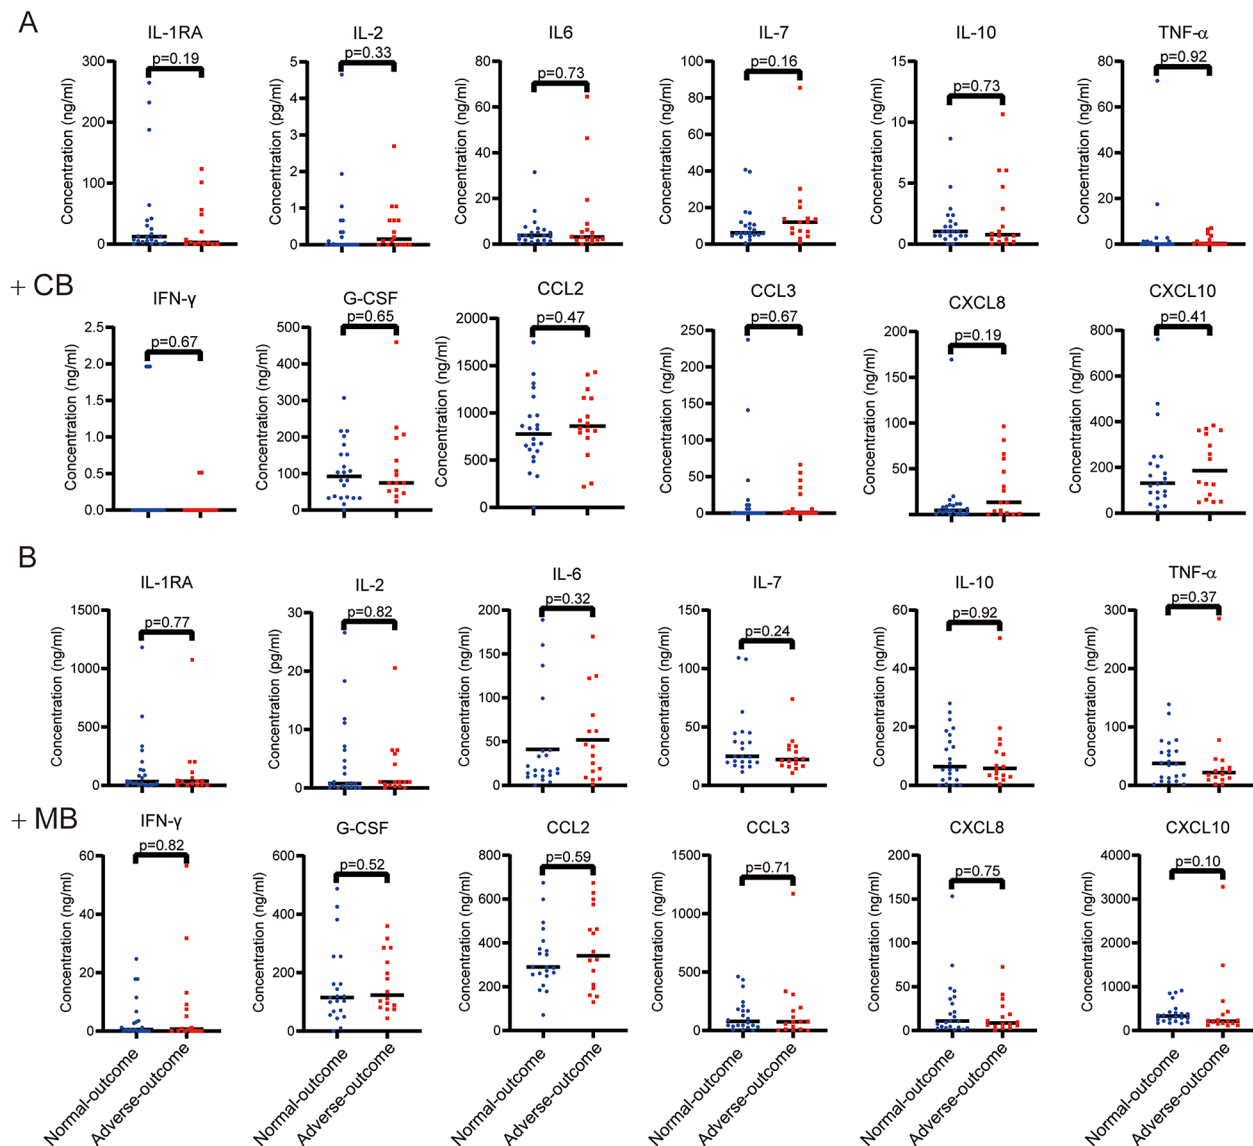 A
IL-1RA IL-2 IL6 IL-7 IL-10 TNF-α
p=0.19 p=0.33 p=0.73 p=0.16 p=0.73 p=0.92
Concentration (ng/ml) Concentration (pg/ml) Concentration (ng/ml) Concentration (ng/ml) Concentration (ng/ml) Concentration (ng/ml)
300 200 100 0
5 4 3 2 1 0
80 60 40 20 0
100 80 60 40 20 0
15 10 5 0
80 60 40 20 0
+ CB
IFN-γ G-CSF CCL2 CCL3 CXCL8 CXCL10
p=0.67 p=0.65 p=0.47 p=0.67 p=0.19 p=0.41
Concentration (ng/ml) Concentration (ng/ml) Concentration (ng/ml) Concentration (ng/ml) Concentration (ng/ml) Concentration (ng/ml)
2.5 2.0 1.5 1.0 0.5 0.0
500 400 300 200 100 0
2000 1500 1000 500 0
250 200 150 100 50 0
200 150 100 50 0
800 600 400 200 0
B
IL-1RA IL-2 IL-6 IL-7 IL-10 TNF-α
p=0.77 p=0.82 p=0.32 p=0.24 p=0.92 p=0.37
Concentration (ng/ml) Concentration (pg/ml) Concentration (ng/ml) Concentration (ng/ml) Concentration (ng/ml) Concentration (ng/ml)
1500 1000 500 0
30 20 10 0
200 150 100 50 0
150 100 50 0
60 40 20 0
300 200 100 0
+ MB
IFN-γ G-CSF CCL2 CCL3 CXCL8 CXCL10
p=0.82 p=0.52 p=0.59 p=0.71 p=0.75 p=0.10
Concentration (ng/ml) Concentration (ng/ml) Concentration (ng/ml) Concentration (ng/ml) Concentration (ng/ml) Concentration (ng/ml)
60 40 20 0
600 400 200 0
800 600 400 200 0
1500 1000 500 0
200 150 100 50 0
4000 3000 2000 1000 0
Normal-outcome Adverse-outcome Normal-outcome Adverse-outcome Normal-outcome Adverse-outcome Normal-outcome Adverse-outcome Normal-outcome Adverse-outcome Normal-outcome Adverse-outcome